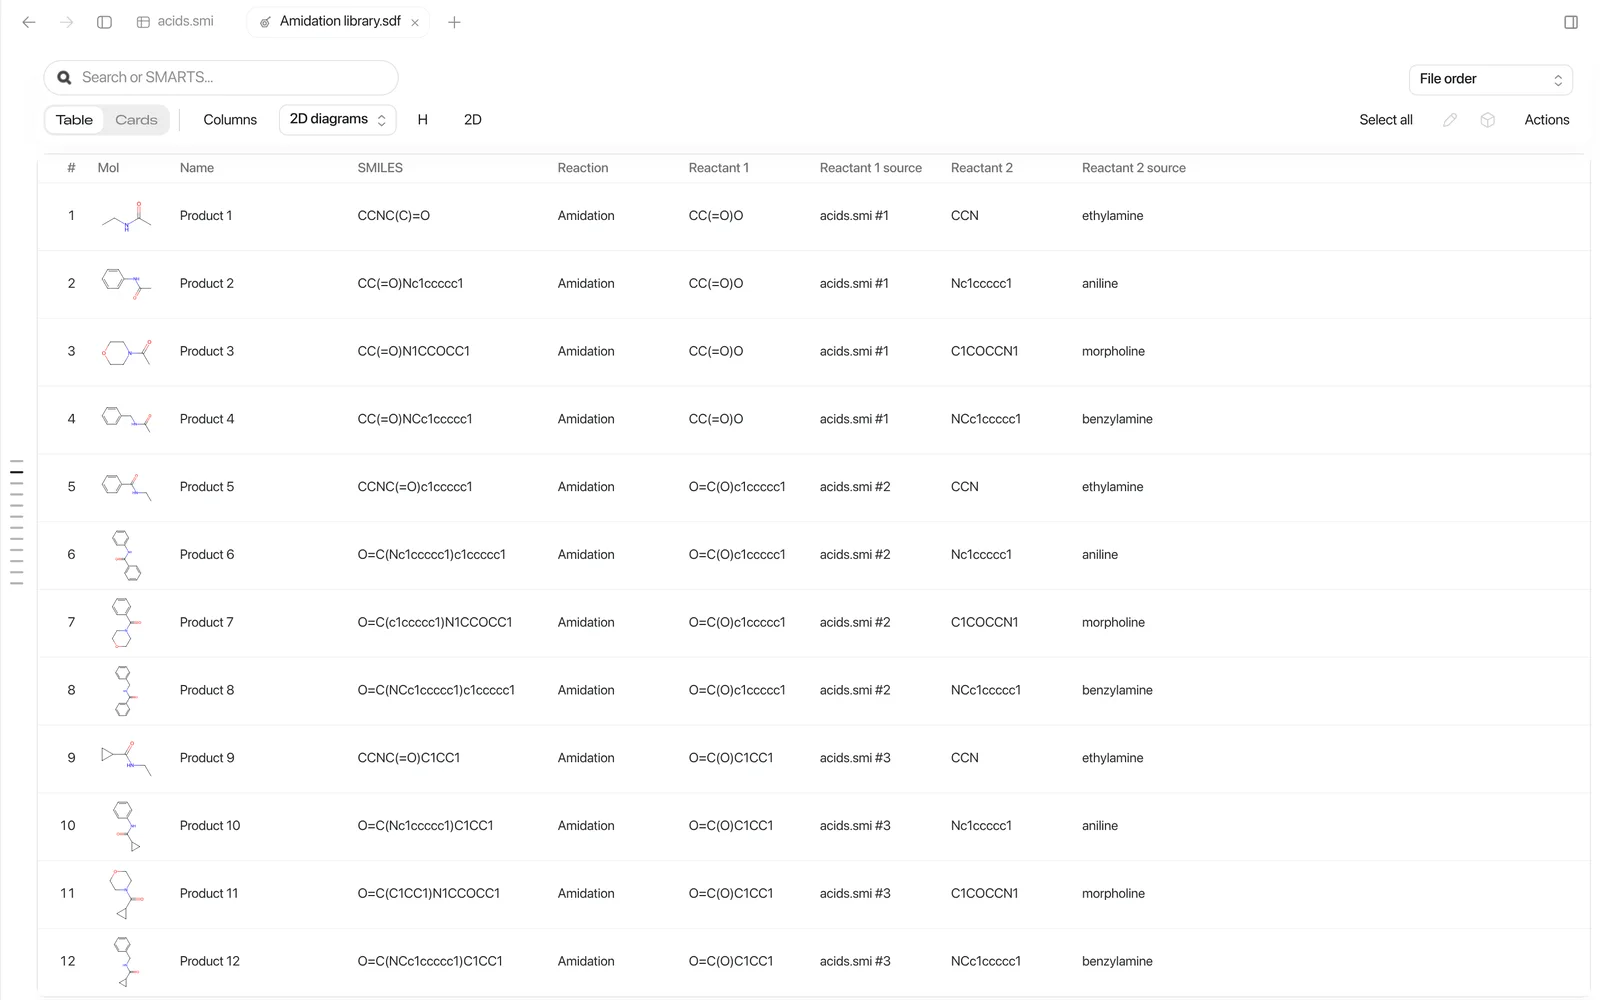 acids.smi Amidation library.sdf
Search or SMARTS...
File order
Table Cards Columns 2D diagrams H 2D Select all Actions
# Mol Name SMILES Reaction Reactant 1 Reactant 1 source Reactant 2 Reactant 2 source
1 Product 1 CCNC(C)=O Amidation CC(=O)O acids.smi #1 CCN ethylamine
2 Product 2 CC(=O)Nc1ccccc1 Amidation CC(=O)O acids.smi #1 Nc1ccccc1 aniline
3 Product 3 CC(=O)N1CCOCC1 Amidation CC(=O)O acids.smi #1 C1COCCN1 morpholine
4 Product 4 CC(=O)NCc1ccccc1 Amidation CC(=O)O acids.smi #1 NCc1ccccc1 benzylamine
5 Product 5 CCNC(=O)c1ccccc1 Amidation O=C(O)c1ccccc1 acids.smi #2 CCN ethylamine
6 Product 6 O=C(Nc1ccccc1)c1ccccc1 Amidation O=C(O)c1ccccc1 acids.smi #2 Nc1ccccc1 aniline
7 Product 7 O=C(c1ccccc1)N1CCOCC1 Amidation O=C(O)c1ccccc1 acids.smi #2 C1COCCN1 morpholine
8 Product 8 O=C(NCc1ccccc1)c1ccccc1 Amidation O=C(O)c1ccccc1 acids.smi #2 NCc1ccccc1 benzylamine
9 Product 9 CCNC(=O)C1CC1 Amidation O=C(O)C1CC1 acids.smi #3 CCN ethylamine
10 Product 10 O=C(Nc1ccccc1)C1CC1 Amidation O=C(O)C1CC1 acids.smi #3 Nc1ccccc1 aniline
11 Product 11 O=C(C1CC1)N1CCOCC1 Amidation O=C(O)C1CC1 acids.smi #3 C1COCCN1 morpholine
12 Product 12 O=C(NCc1ccccc1)C1CC1 Amidation O=C(O)C1CC1 acids.smi #3 NCc1ccccc1 benzylamine